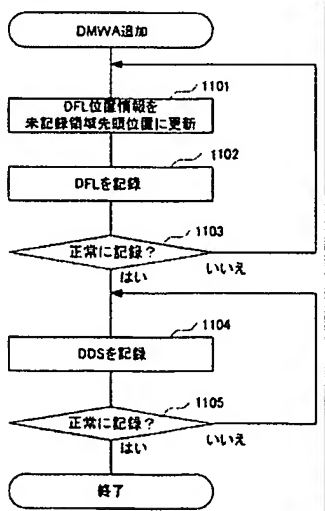 DMWA追加
1101
DFL位置情報を
未記録領域先頭位置に更新
1102
DFLを記録
1103
正常に記録？
はい
いいえ
1104
DDSを記録
1105
正常に記録？
はい
いいえ
終了